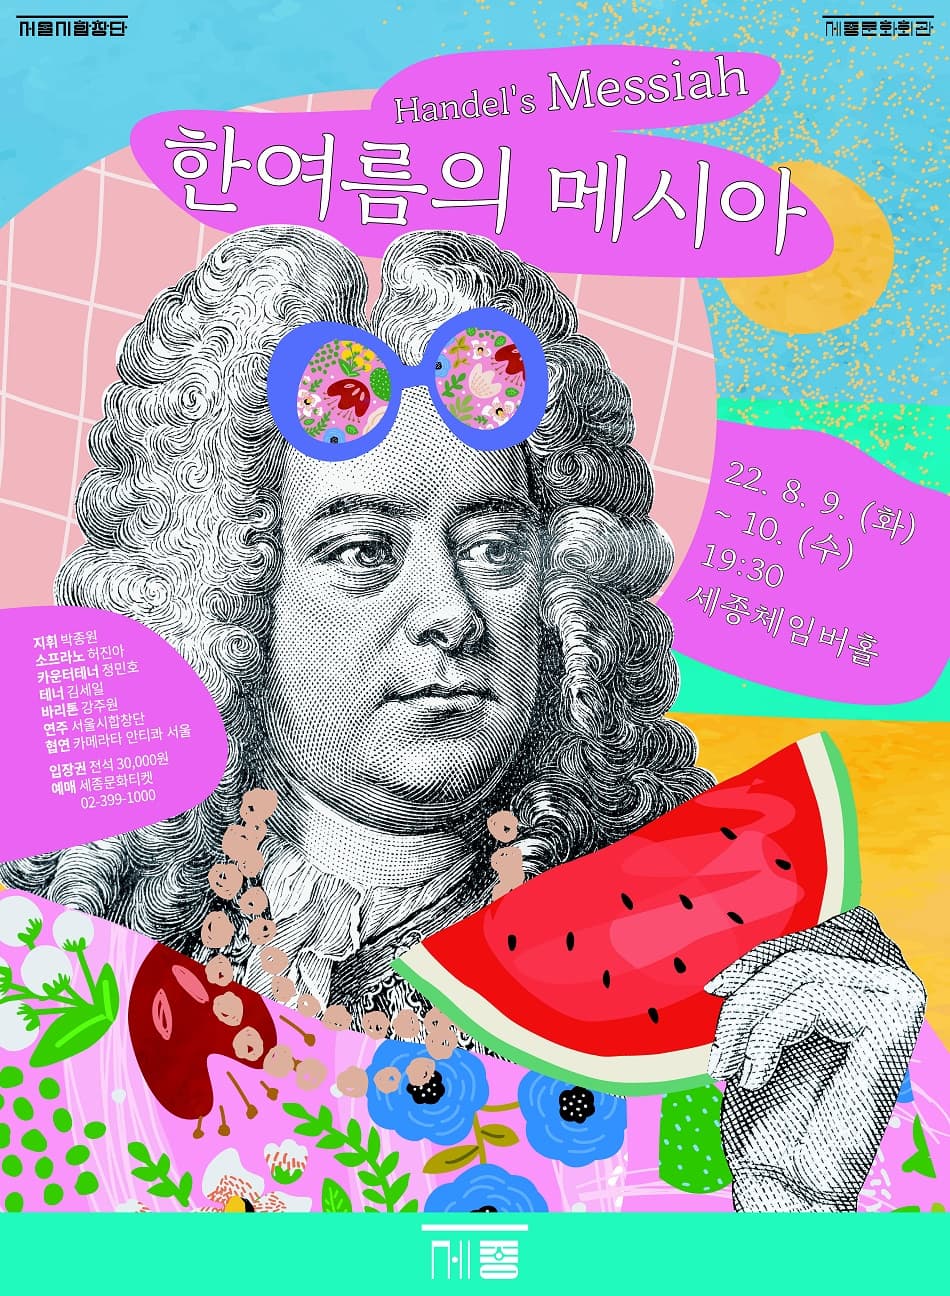 서울시합창단
세종문화회관
Handel's Messiah
한여름의 메시아
22. 8. 9. (화)
~ 10. (수)
19:30
세종체임버홀
지휘 박종원
소프라노 허진아
카운터테너 정민호
테너 김세일
바리톤 강주원
연주 서울시합창단
협연 카메라타 안티콰 서울
입장권 전석 30,000원
예매 세종문화티켓
02-399-1000
세종